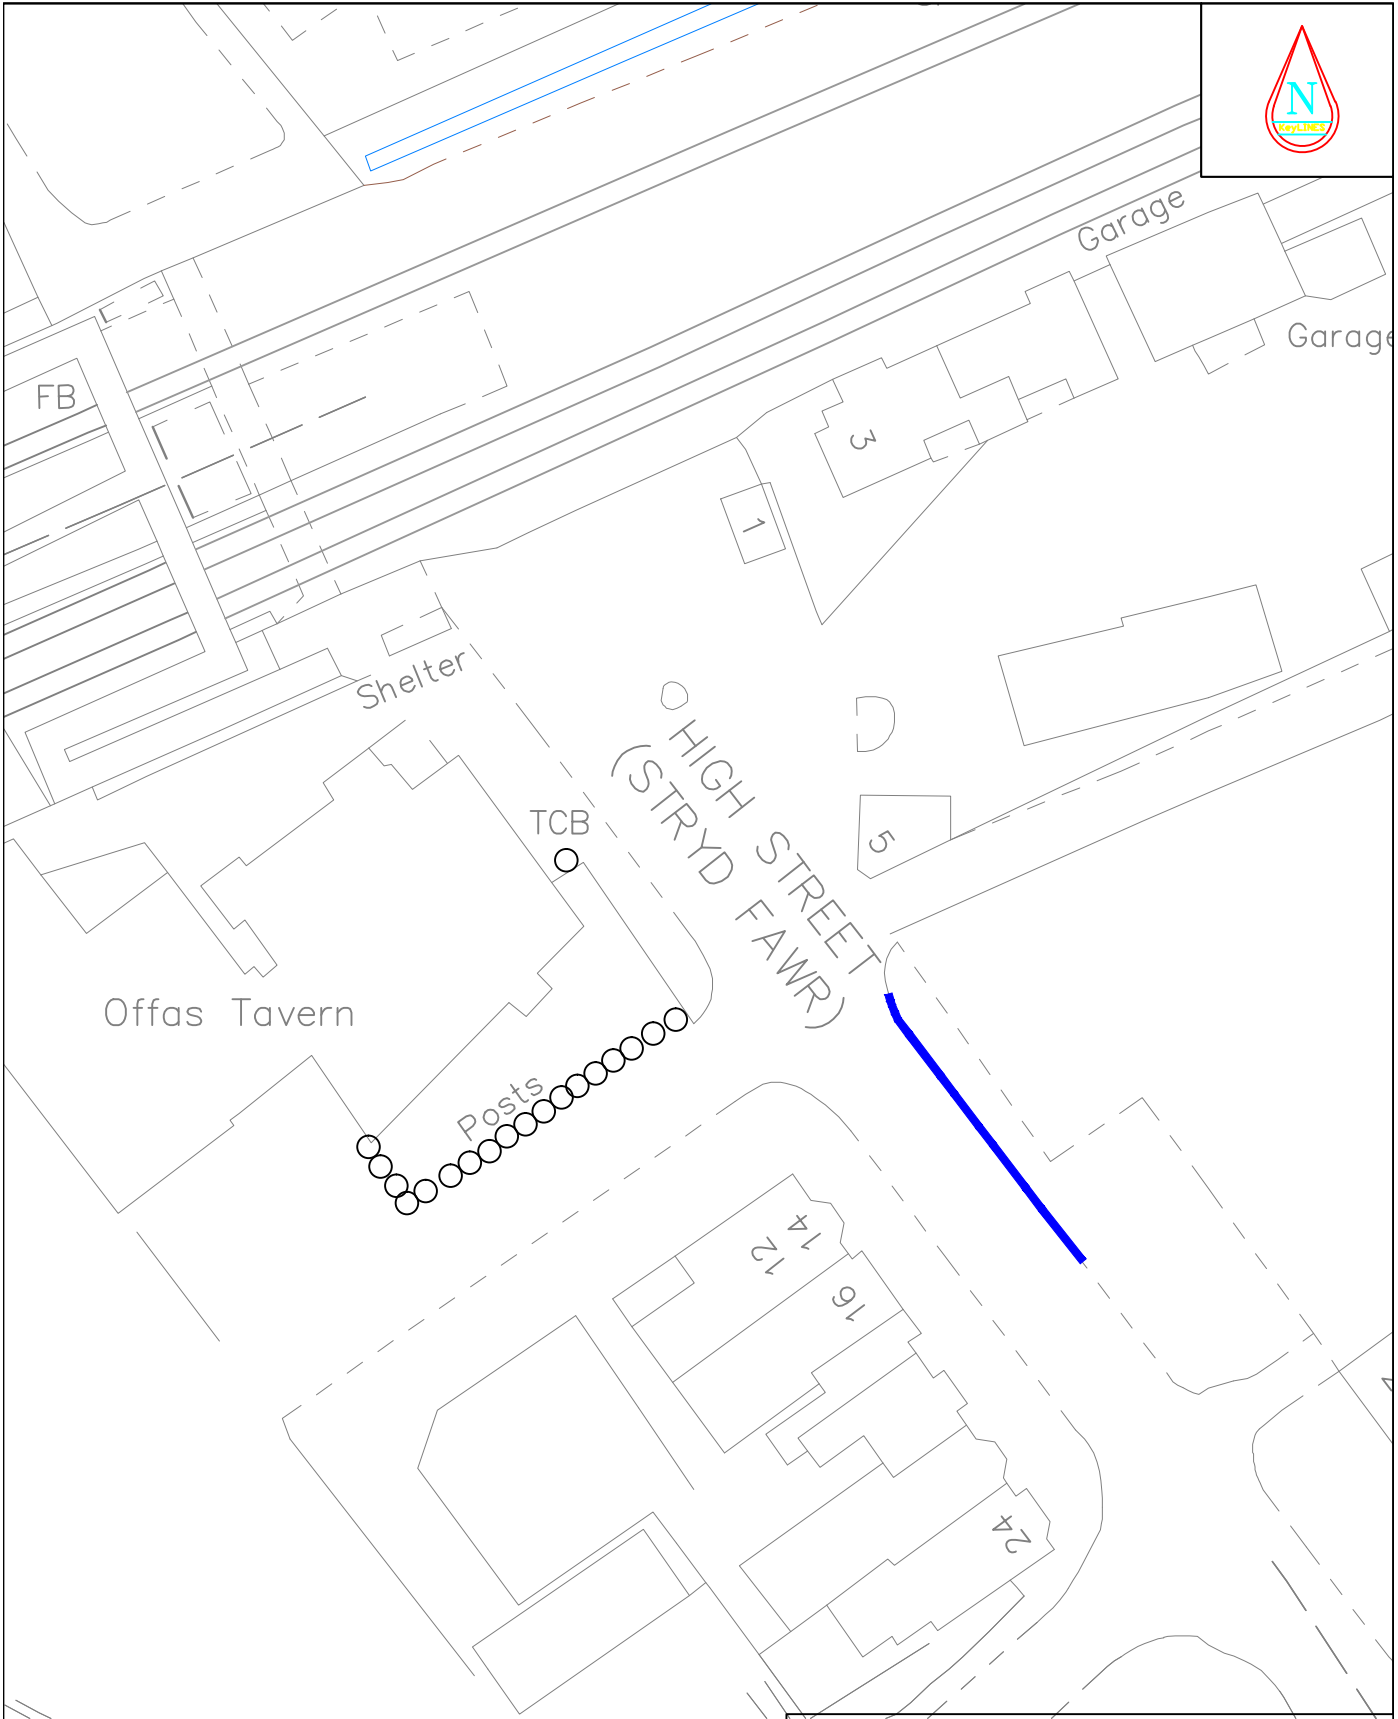 N
KeyLINES
Garage
Garage
FB
3
1
Shelter
HIGH STREET
(STRYD FAWR)
TCB
5
Offas Tavern
Posts
14
12
16
24